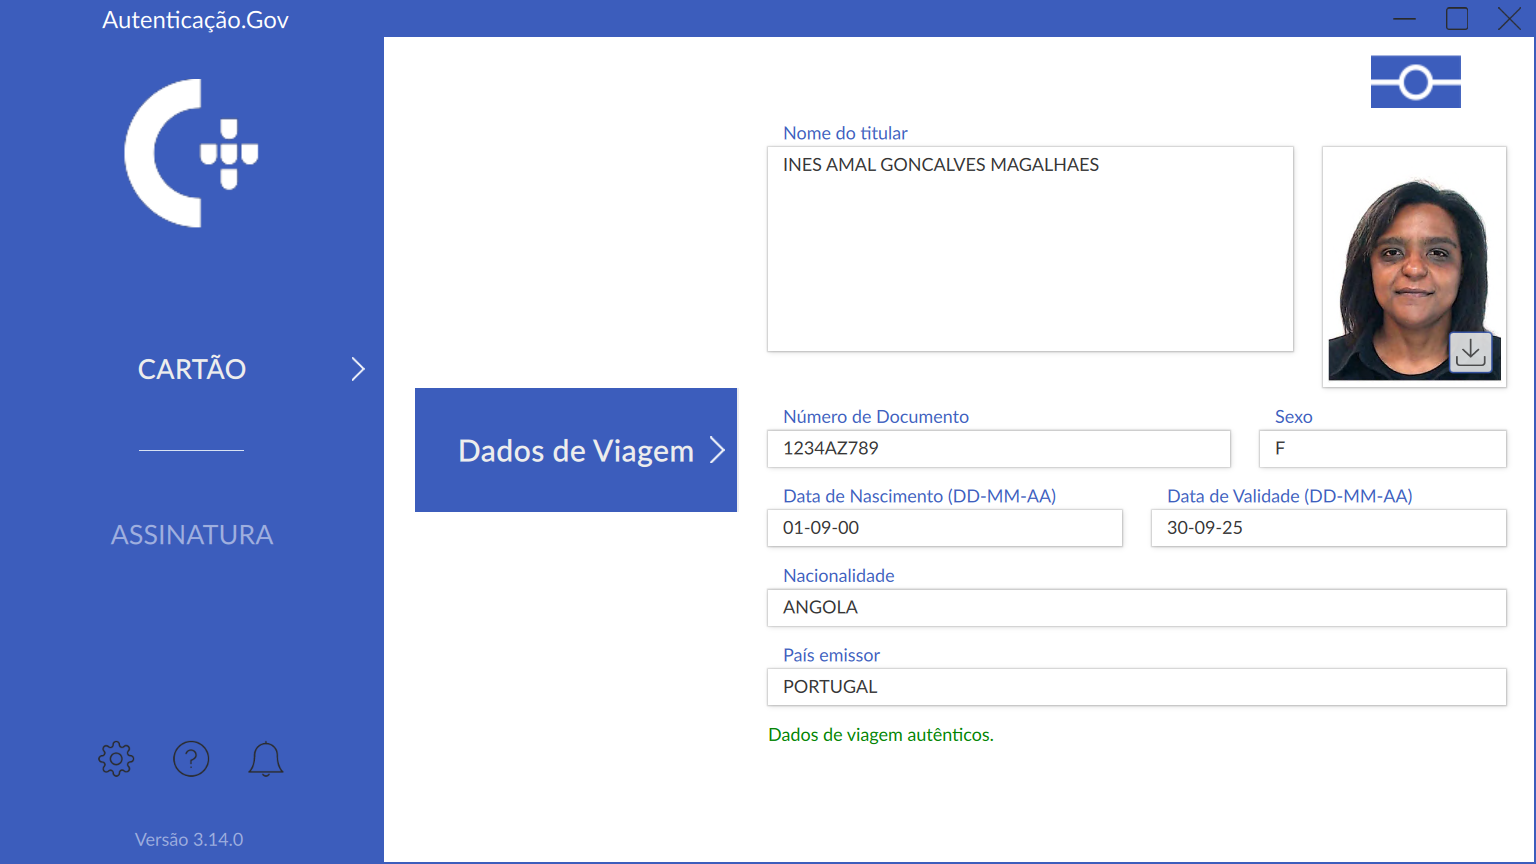 Autenticação.Gov
CARTÃO
ASSINATURA
Versão 3.14.0
Dados de Viagem
Nome do titular
INES AMAL GONCALVES MAGALHAES
Número de Documento
1234AZ789
Sexo
F
Data de Nascimento (DD-MM-AA)
01-09-00
Data de Validade (DD-MM-AA)
30-09-25
Nacionalidade
ANGOLA
País emissor
PORTUGAL
Dados de viagem autênticos.